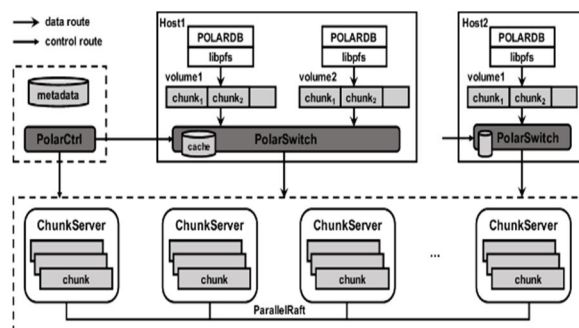 data route
control route
metadata
PolarCtrl
Host1
POLARDB
libpfs
volume1
chunk₁ chunk₂
POLARDB
libpfs
volume2
chunk₁ chunk₂
cache
PolarSwitch
Host2
POLARDB
libpfs
volume1
chunk₁ chunk₂
PolarSwitch
ChunkServer
chunk
ChunkServer
chunk
ChunkServer
chunk
...
ChunkServer
chunk
ParallelRaft